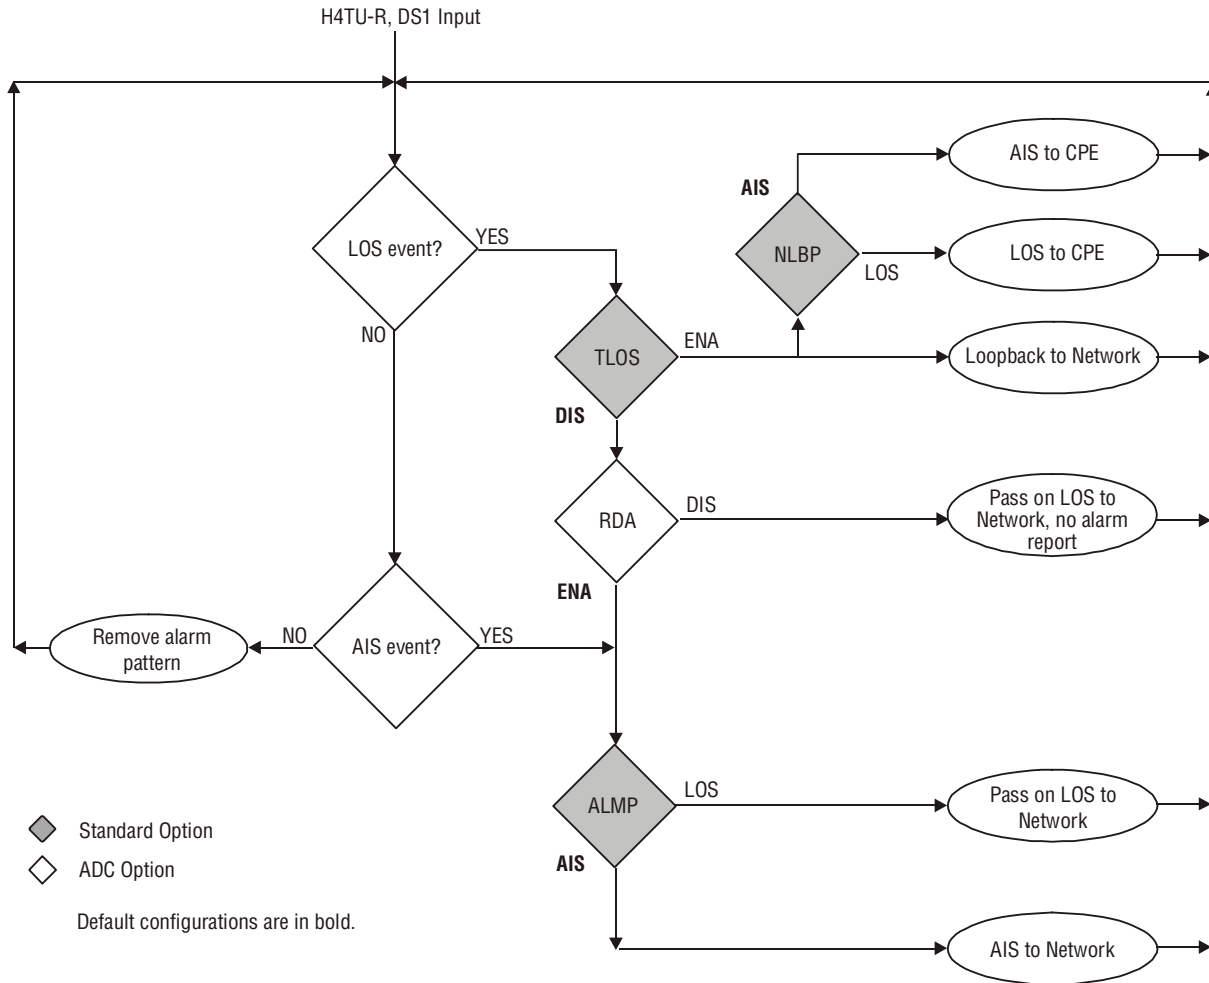 H4TU-R, DS1 Input
AIS to CPE
AIS
LOS event?
YES
NLBP
LOS to CPE
LOS
NO
TLOS
ENA
Loopback to Network
DIS
RDA
DIS
Pass on LOS to
Network, no alarm
report
ENA
Remove alarm
pattern
NO
AIS event?
YES
ALMP
LOS
Pass on LOS to
Network
AIS
Standard Option
ADC Option
Default configurations are in bold.
AIS to Network